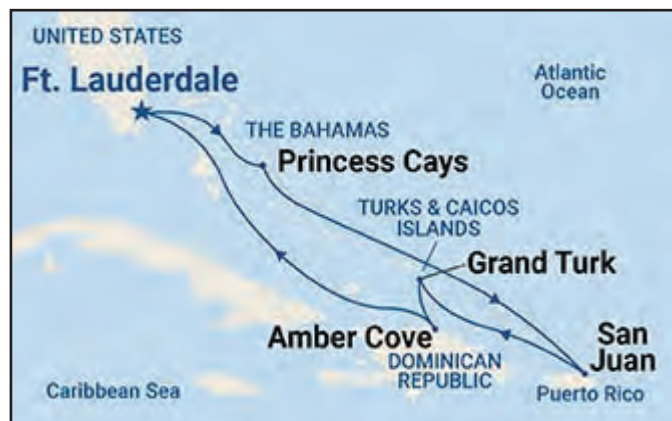 UNITED STATES
Ft. Lauderdale
Atlantic
Ocean
THE BAHAMAS
Princess Cays
TURKS & CAICOS
ISLANDS
Grand Turk
Amber Cove
San
Juan
DOMINICAN
REPUBLIC
Caribbean Sea
Puerto Rico